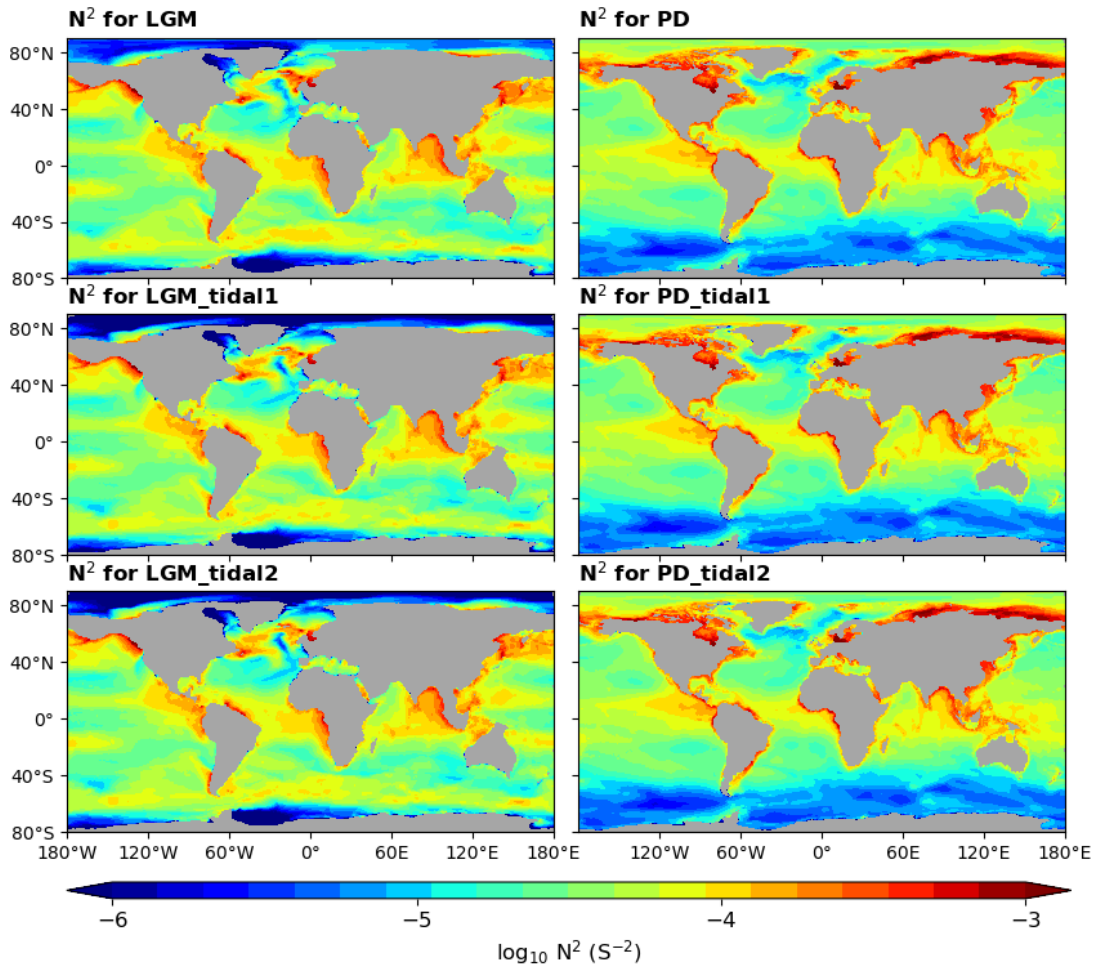 N² for LGM
N² for PD
80°N
40°N
0°
40°S
80°S
N² for LGM_tidal1
N² for PD_tidal1
80°N
40°N
0°
40°S
80°S
N² for LGM_tidal2
N² for PD_tidal2
80°N
40°N
0°
40°S
80°S
180°W 120°W 60°W 0° 60E 120°E 180°E 120°W 60°W 0° 60E 120°E 180°E
−6 −5 −4 −3
log₁₀ N² (S⁻²)